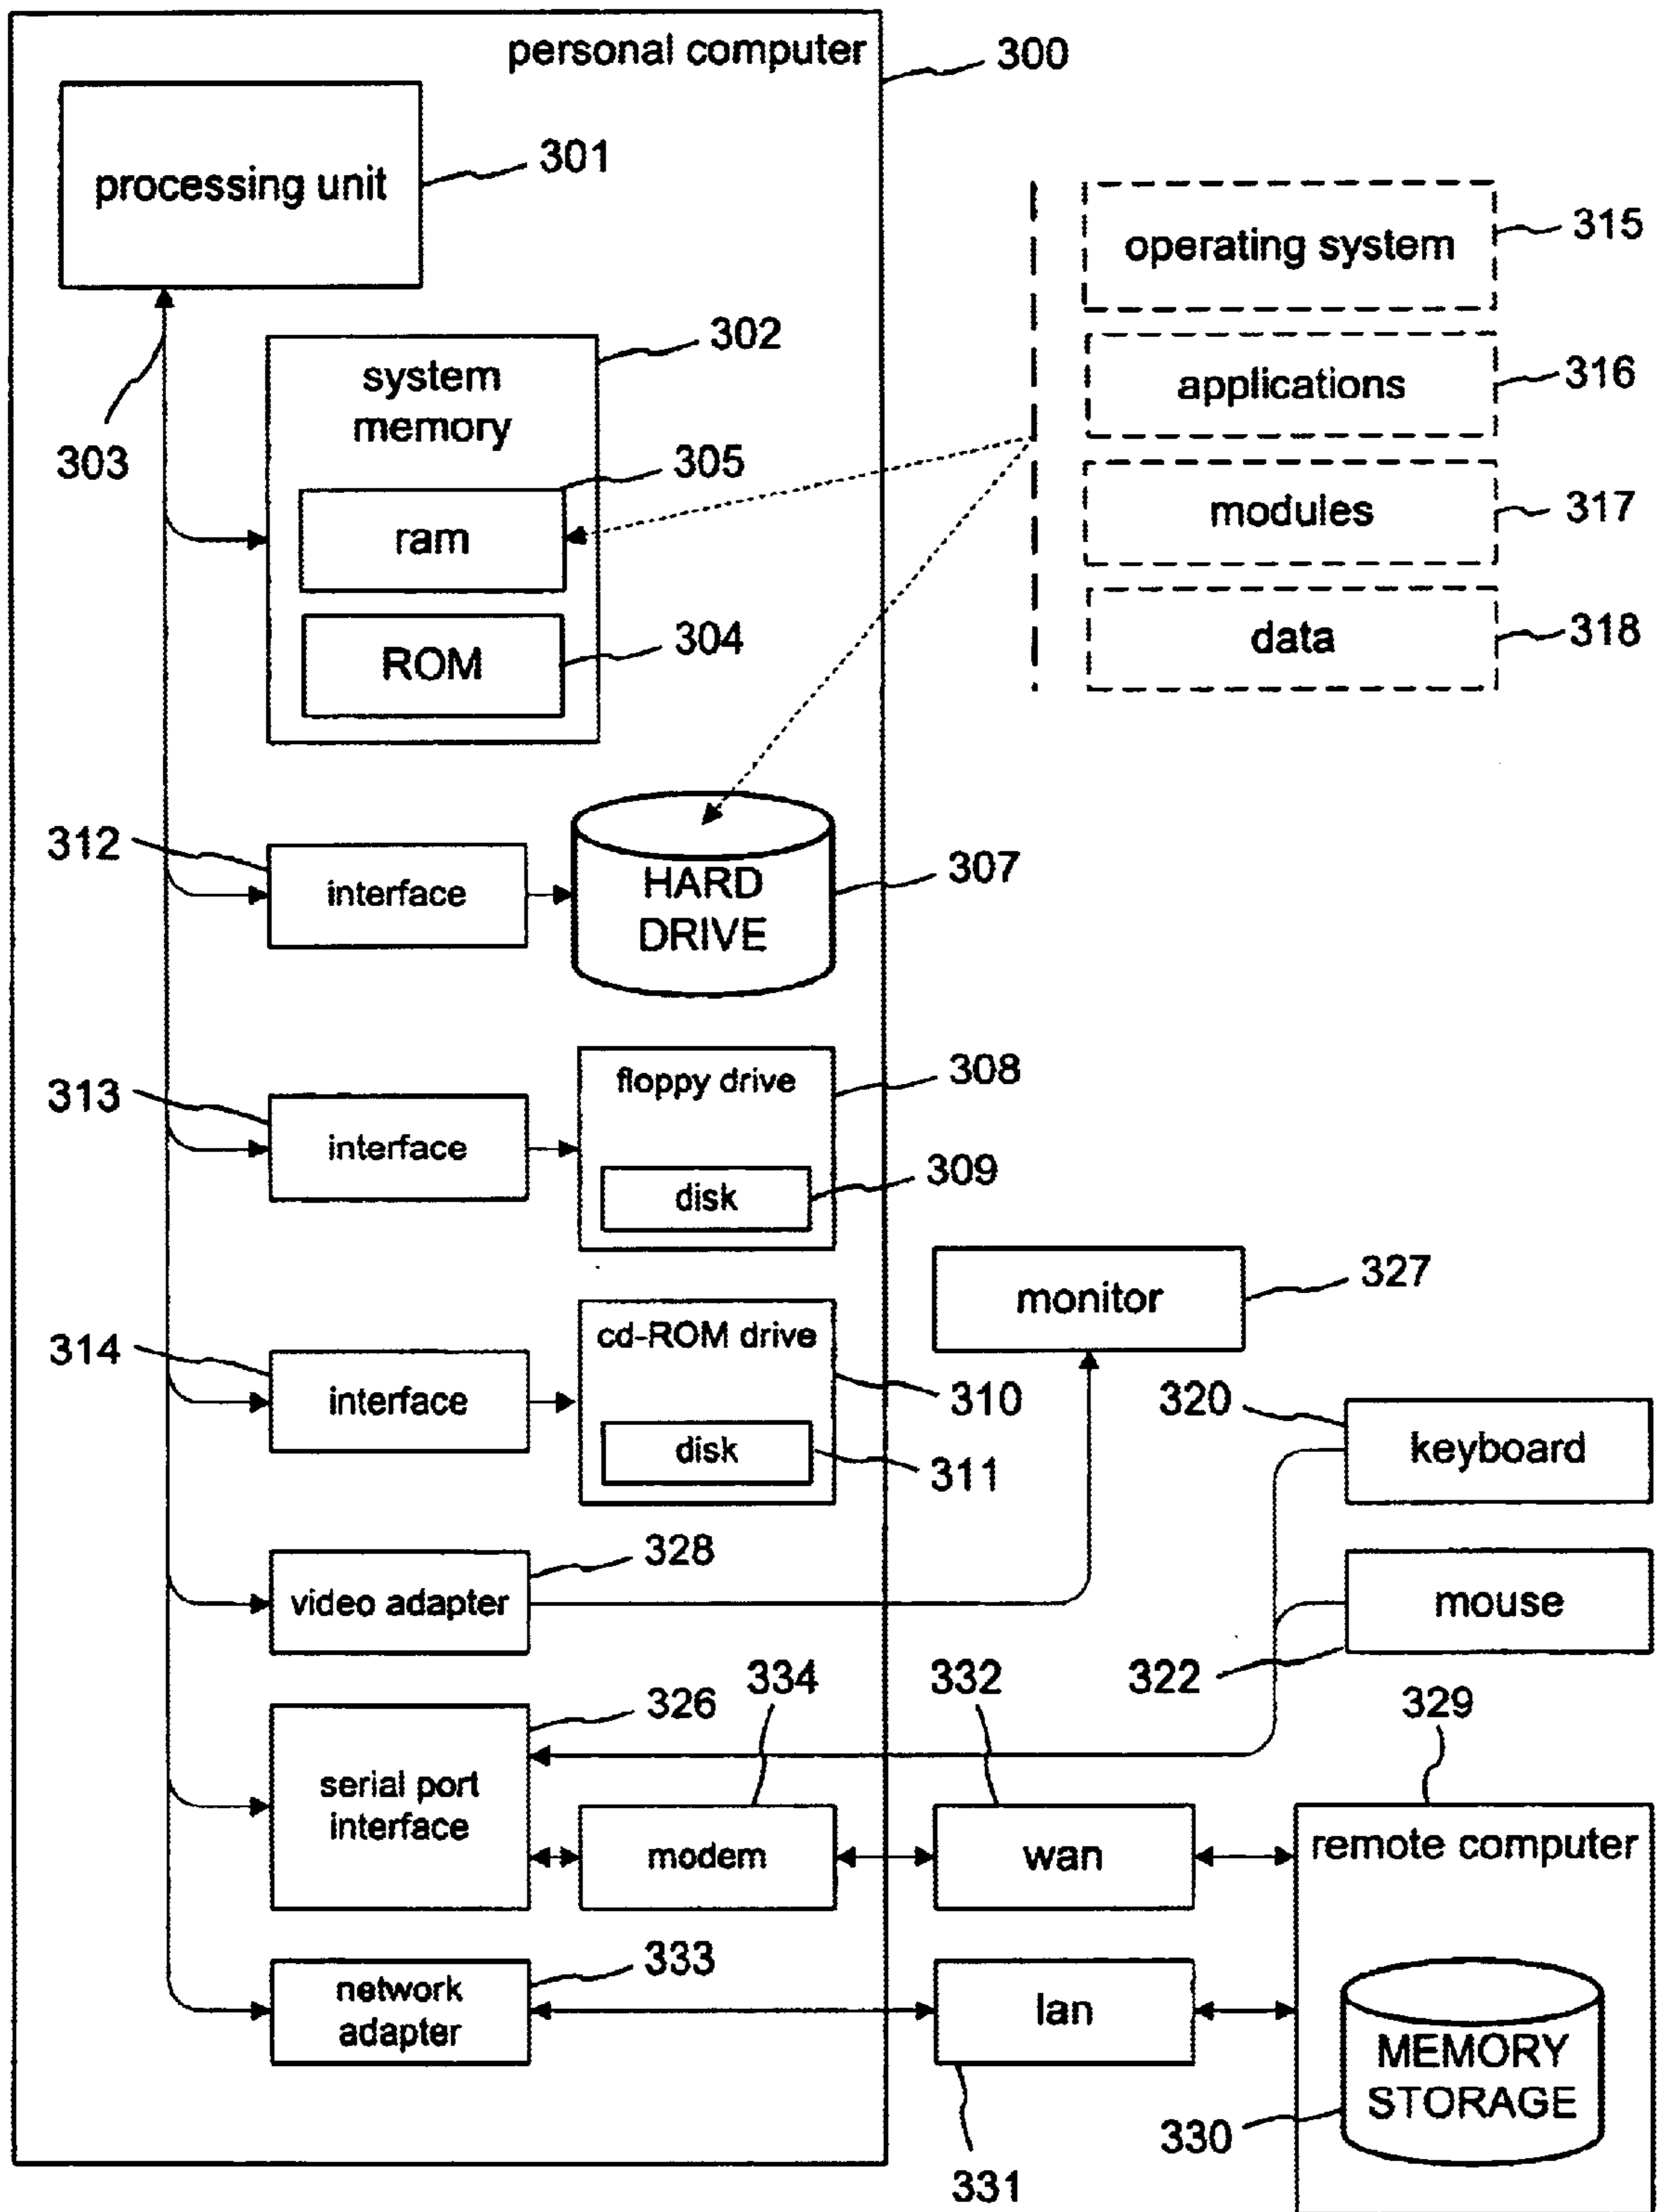 personal computer
300
processing unit
301
operating system
315
302
system
memory
applications
316
303
305
ram
modules
317
304
ROM
data
318
312
interface
HARD
DRIVE
307
313
interface
floppy drive
308
disk
309
monitor
327
314
interface
cd-ROM drive
310
disk
311
320
keyboard
328
video adapter
mouse
322
334
332
326
329
serial port
interface
modem
wan
remote computer
333
network
adapter
lan
MEMORY
STORAGE
330
331